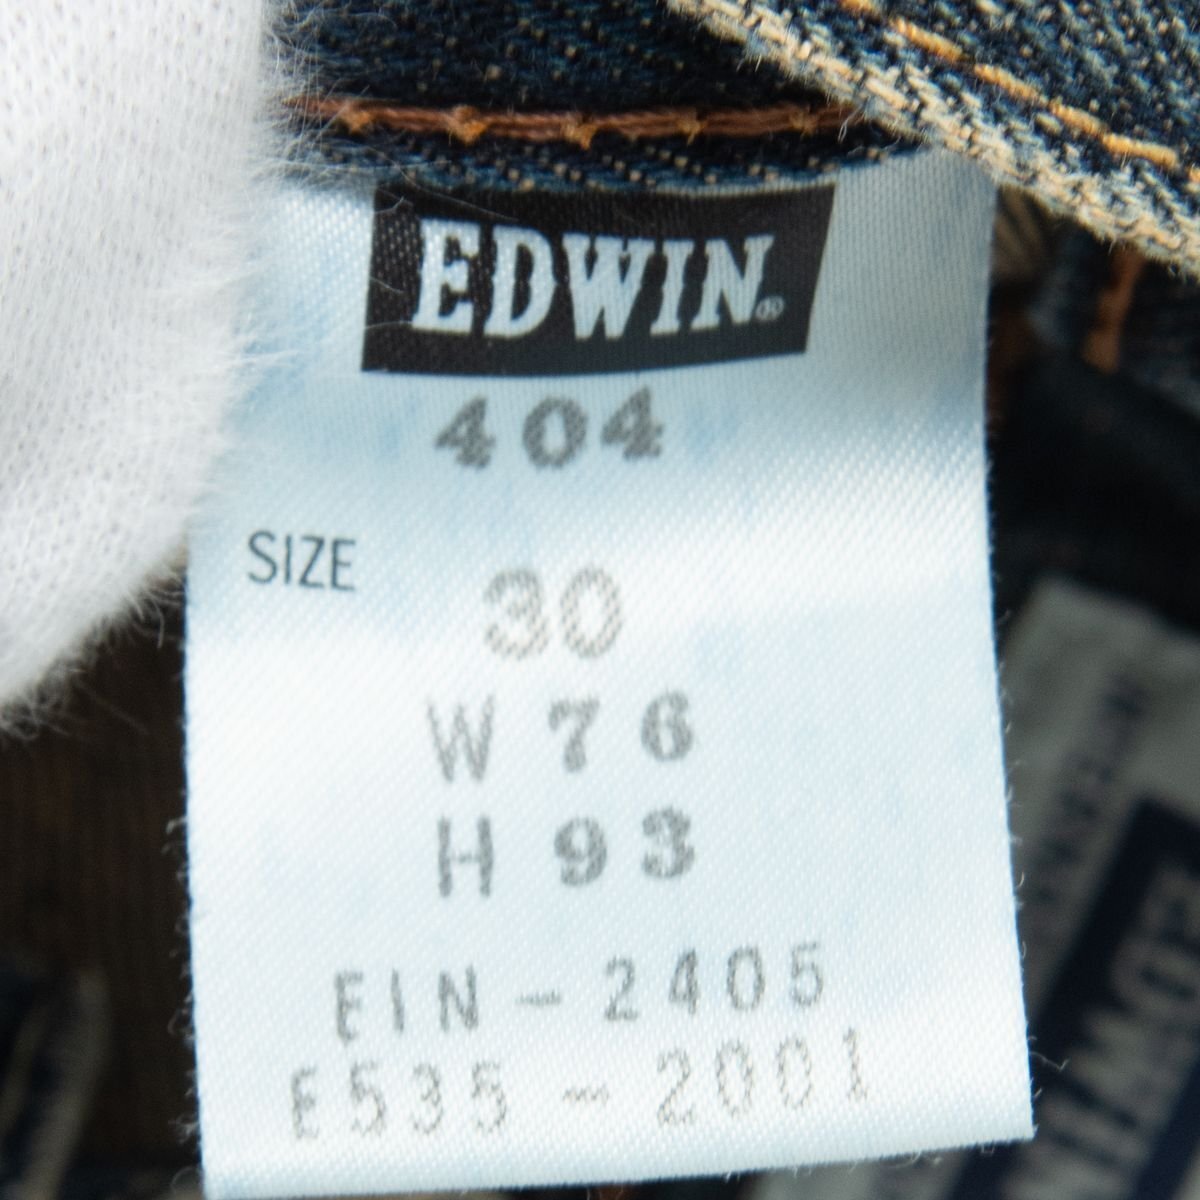 EDWIN®
404
SIZE
30
W 76
H 93
EIN-2405
E535-2001